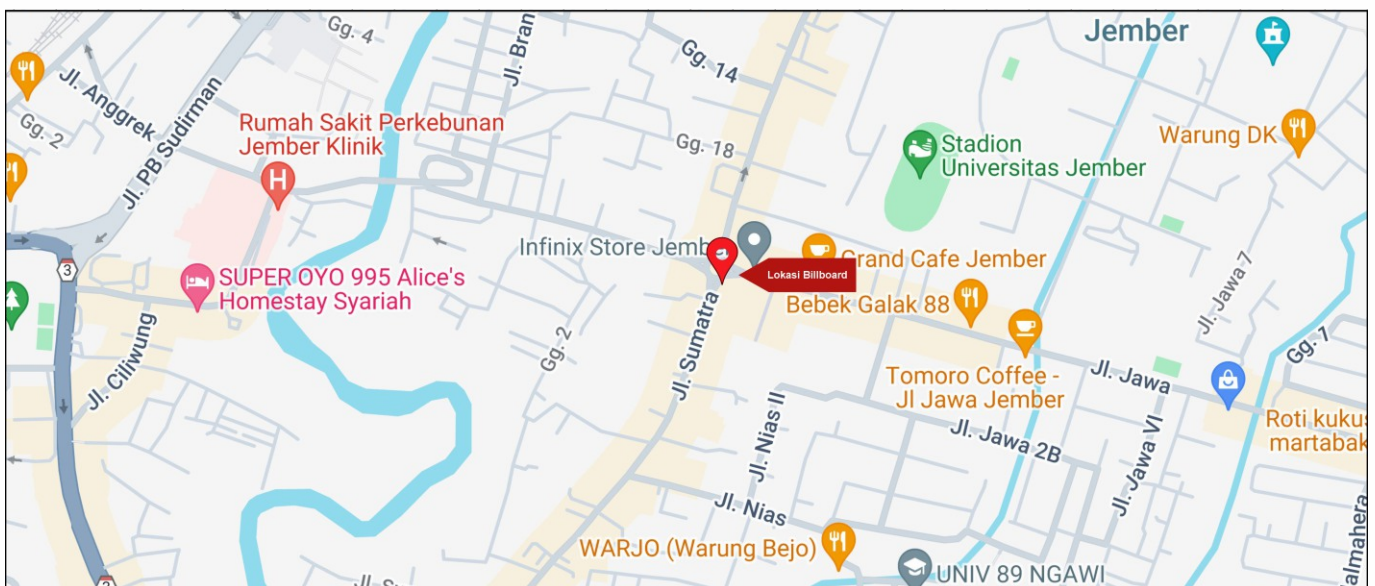 Gg. 4
Jl. Bran
Gg. 14
Jember
Jl. Anggrek
Gg. 2
Jl. PB Sudirman
Rumah Sakit Perkebunan
Jember Klinik
H
Gg. 18
Stadion
Universitas Jember
Warung DK
3
SUPER OYO 995 Alice's
Homestay Syariah
Infinix Store Jembe
Lokasi Billboard
Grand Cafe Jember
Bebek Galak 88
Jl. Jawa 7
Jl. Ciliwung
Gg. 2
Jl. Sumatra
Tomoro Coffee -
Jl Jawa Jember
Jl. Jawa
Gg. 7
Roti kukus
martabak
Jl. Nias II
Jl. Jawa 2B
Jl. Jawa VI
Jl. Nias
WARJO (Warung Bejo)
UNIV 89 NGAWI
almahera
3